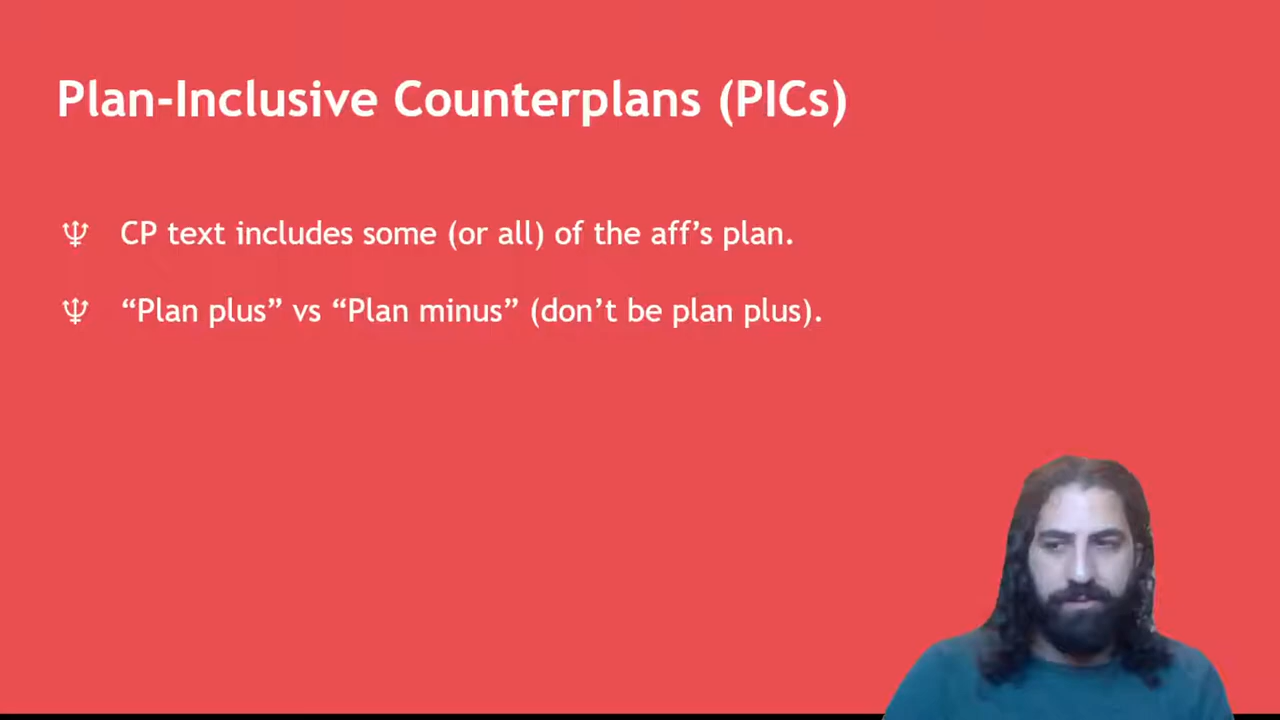 Plan-Inclusive Counterplans (PICs)
CP text includes some (or all) of the aff’s plan.
“Plan plus” vs “Plan minus” (don’t be plan plus).